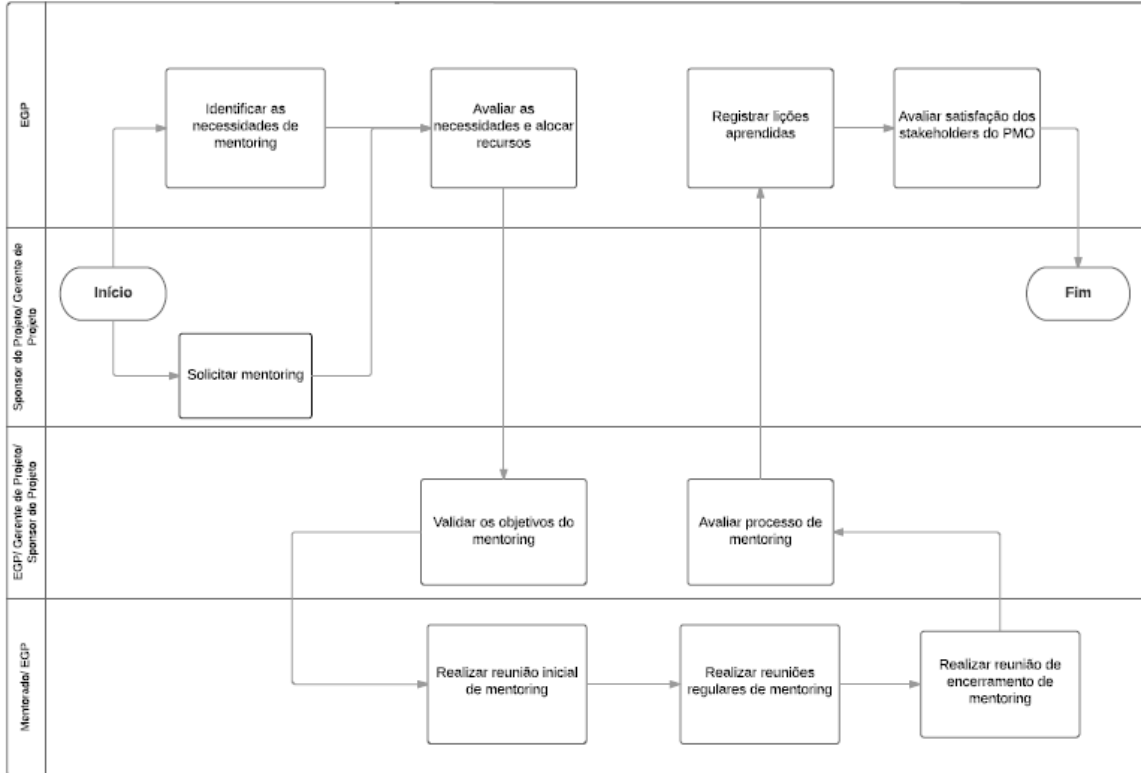 EGP
Identificar as
necessidades de
mentoring
Avaliar as
necessidades e alocar
recursos
Registrar lições
aprendidas
Avaliar satisfação dos
stakeholders do PMO
Sponsor do Projeto/ Gerente de
Projeto
Início
Solicitar mentoring
Fim
EGP/ Gerente de Projeto/
Sponsor do Projeto
Validar os objetivos do
mentoring
Avaliar processo de
mentoring
Mentorado/ EGP
Realizar reunião inicial
de mentoring
Realizar reuniões
regulares de mentoring
Realizar reunião de
encerramento de
mentoring